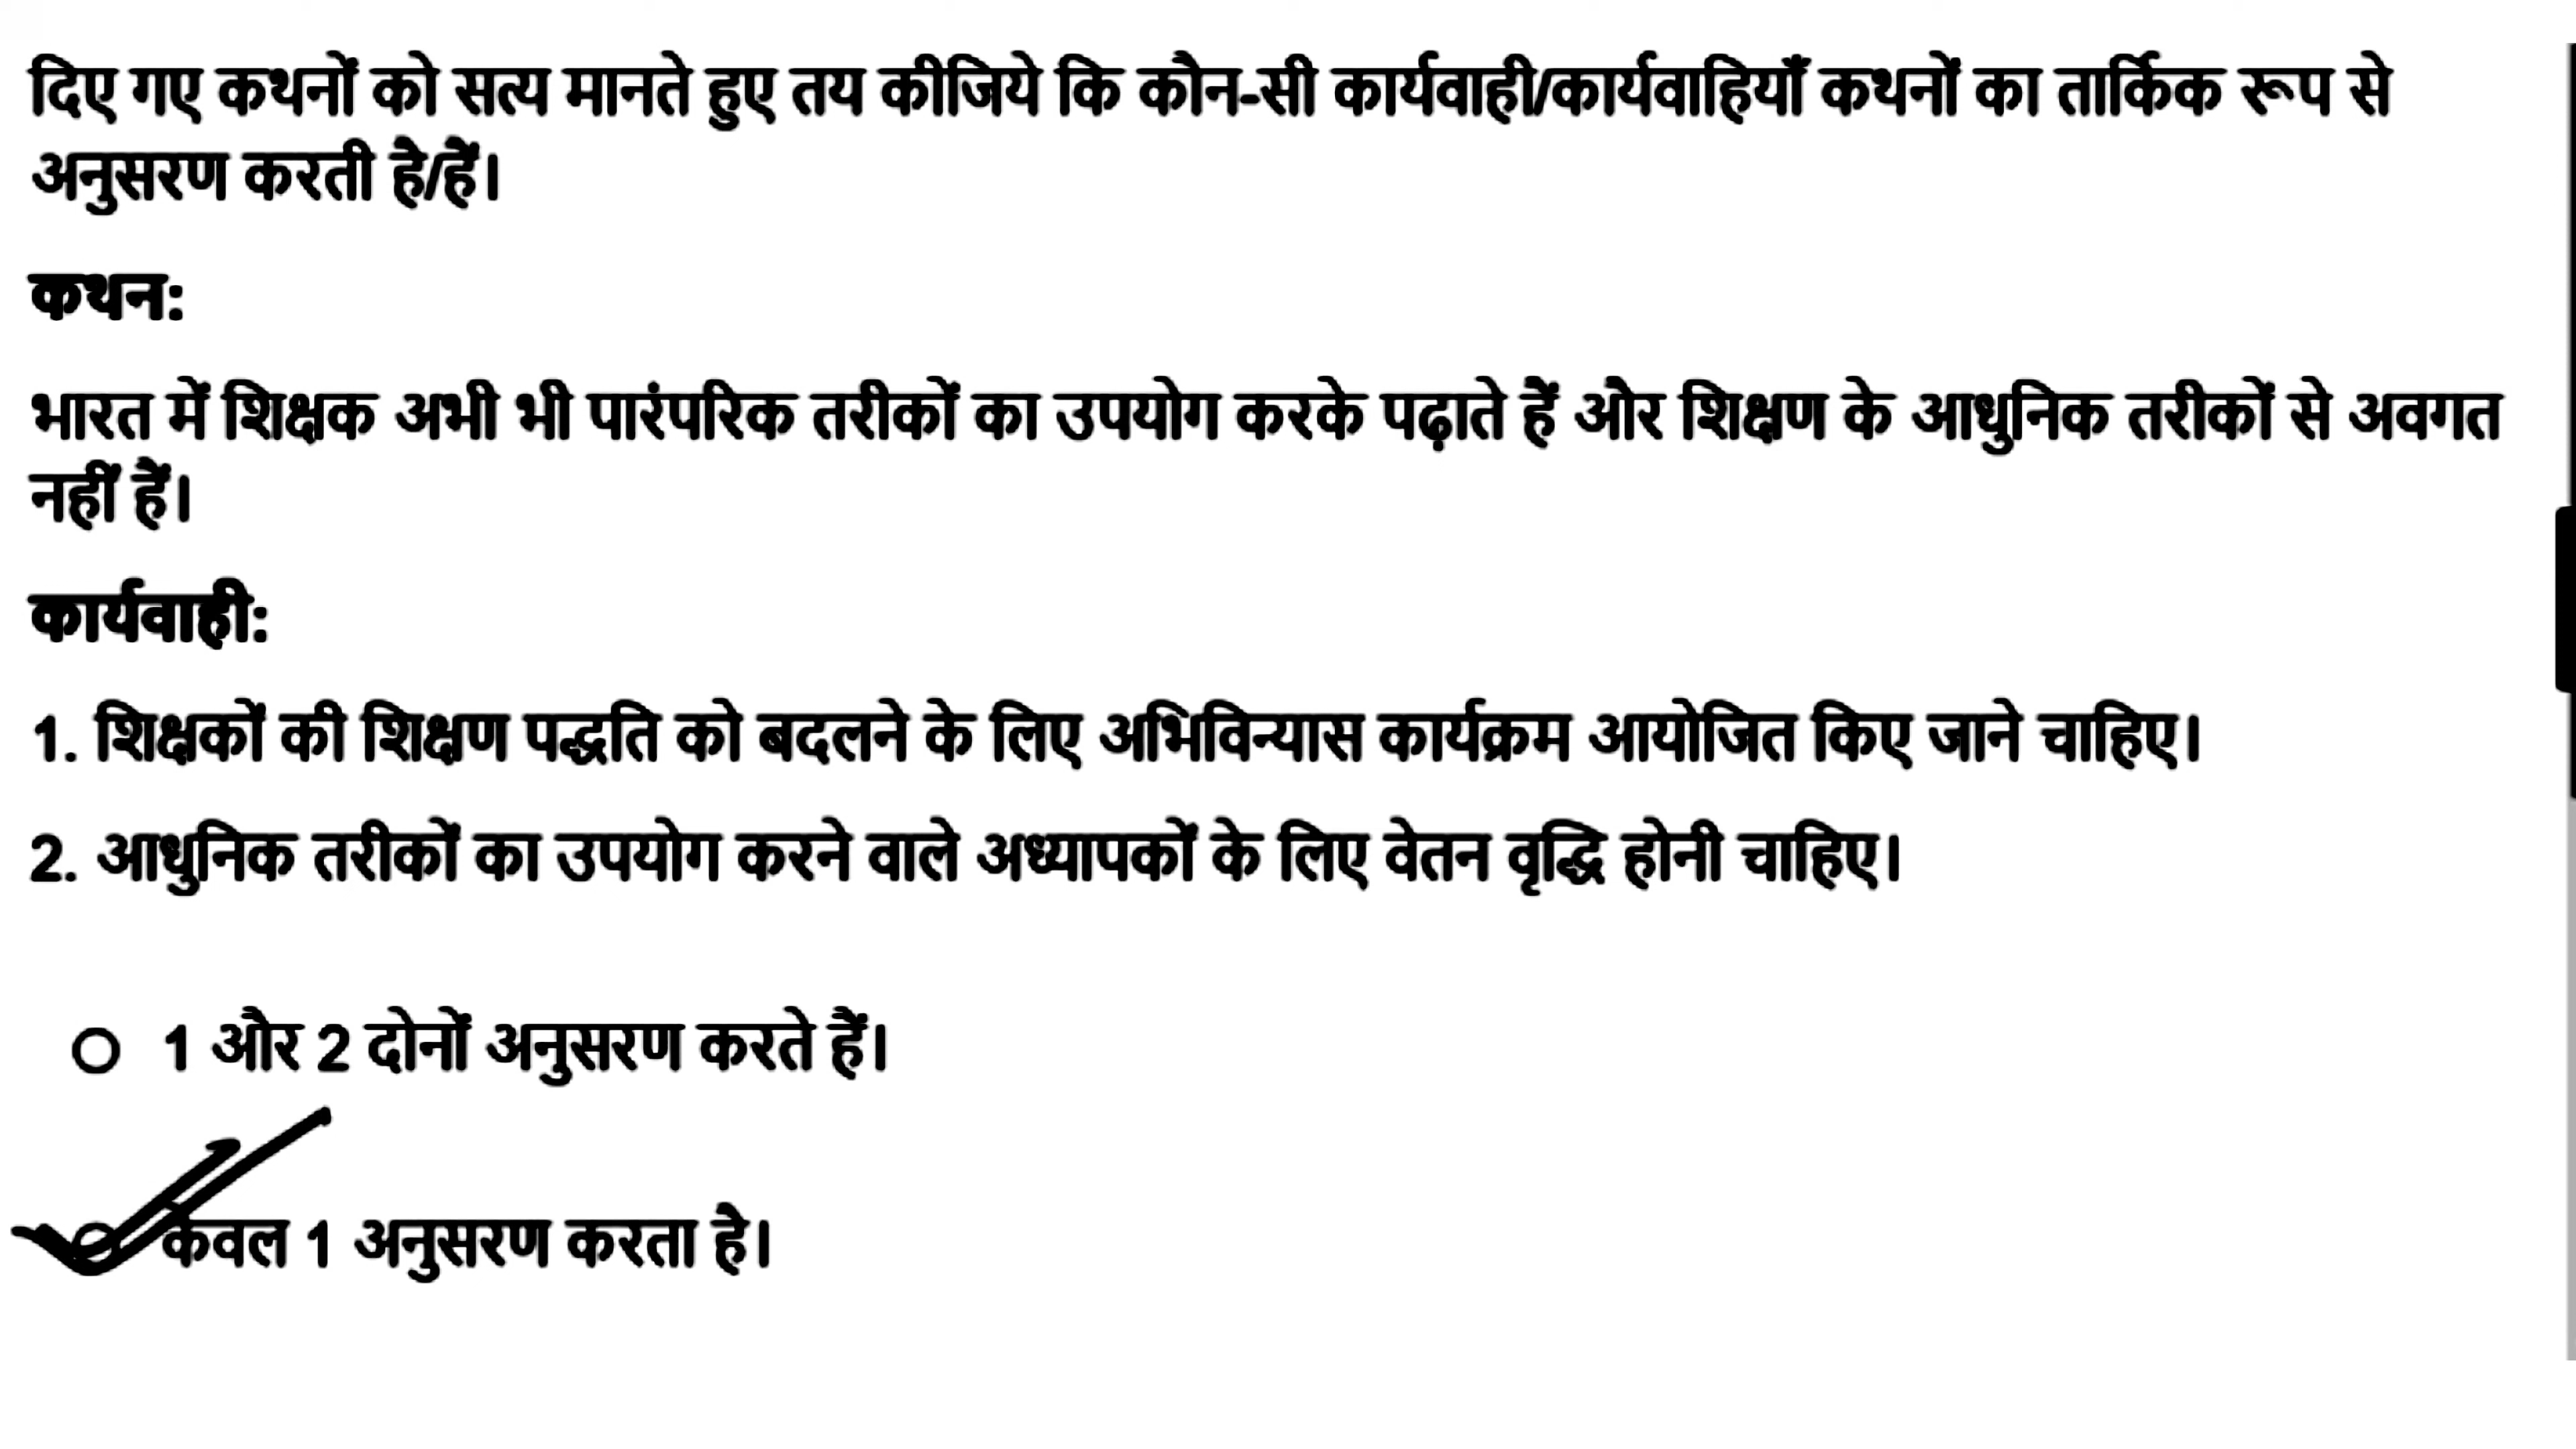 दिए गए कथनों को सत्य मानते हुए तय कीजिये कि कौन-सी कार्यवाही/कार्यवाहियाँ कथनों का तार्किक रूप से
अनुसरण करती है/हैं।
कथन:
भारत में शिक्षक अभी भी पारंपरिक तरीकों का उपयोग करके पढ़ाते हैं और शिक्षण के आधुनिक तरीकों से अवगत
नहीं हैं।
कार्यवाही:
1. शिक्षकों की शिक्षण पद्धति को बदलने के लिए अभिविन्यास कार्यक्रम आयोजित किए जाने चाहिए।
2. आधुनिक तरीकों का उपयोग करने वाले अध्यापकों के लिए वेतन वृद्धि होनी चाहिए।
1 और 2 दोनों अनुसरण करते हैं।
केवल 1 अनुसरण करता है।